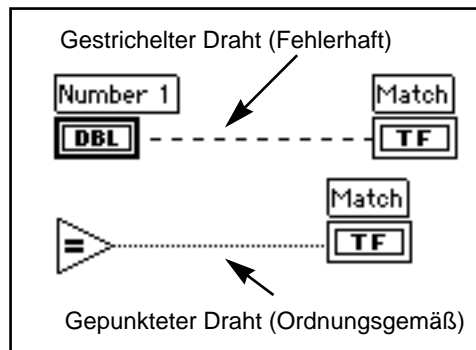 Gestrichelter Draht (Fehlerhaft)
Number 1
Match
DBL
TF
Match
=
TF
Gepunkteter Draht (Ordnungsgemäß)